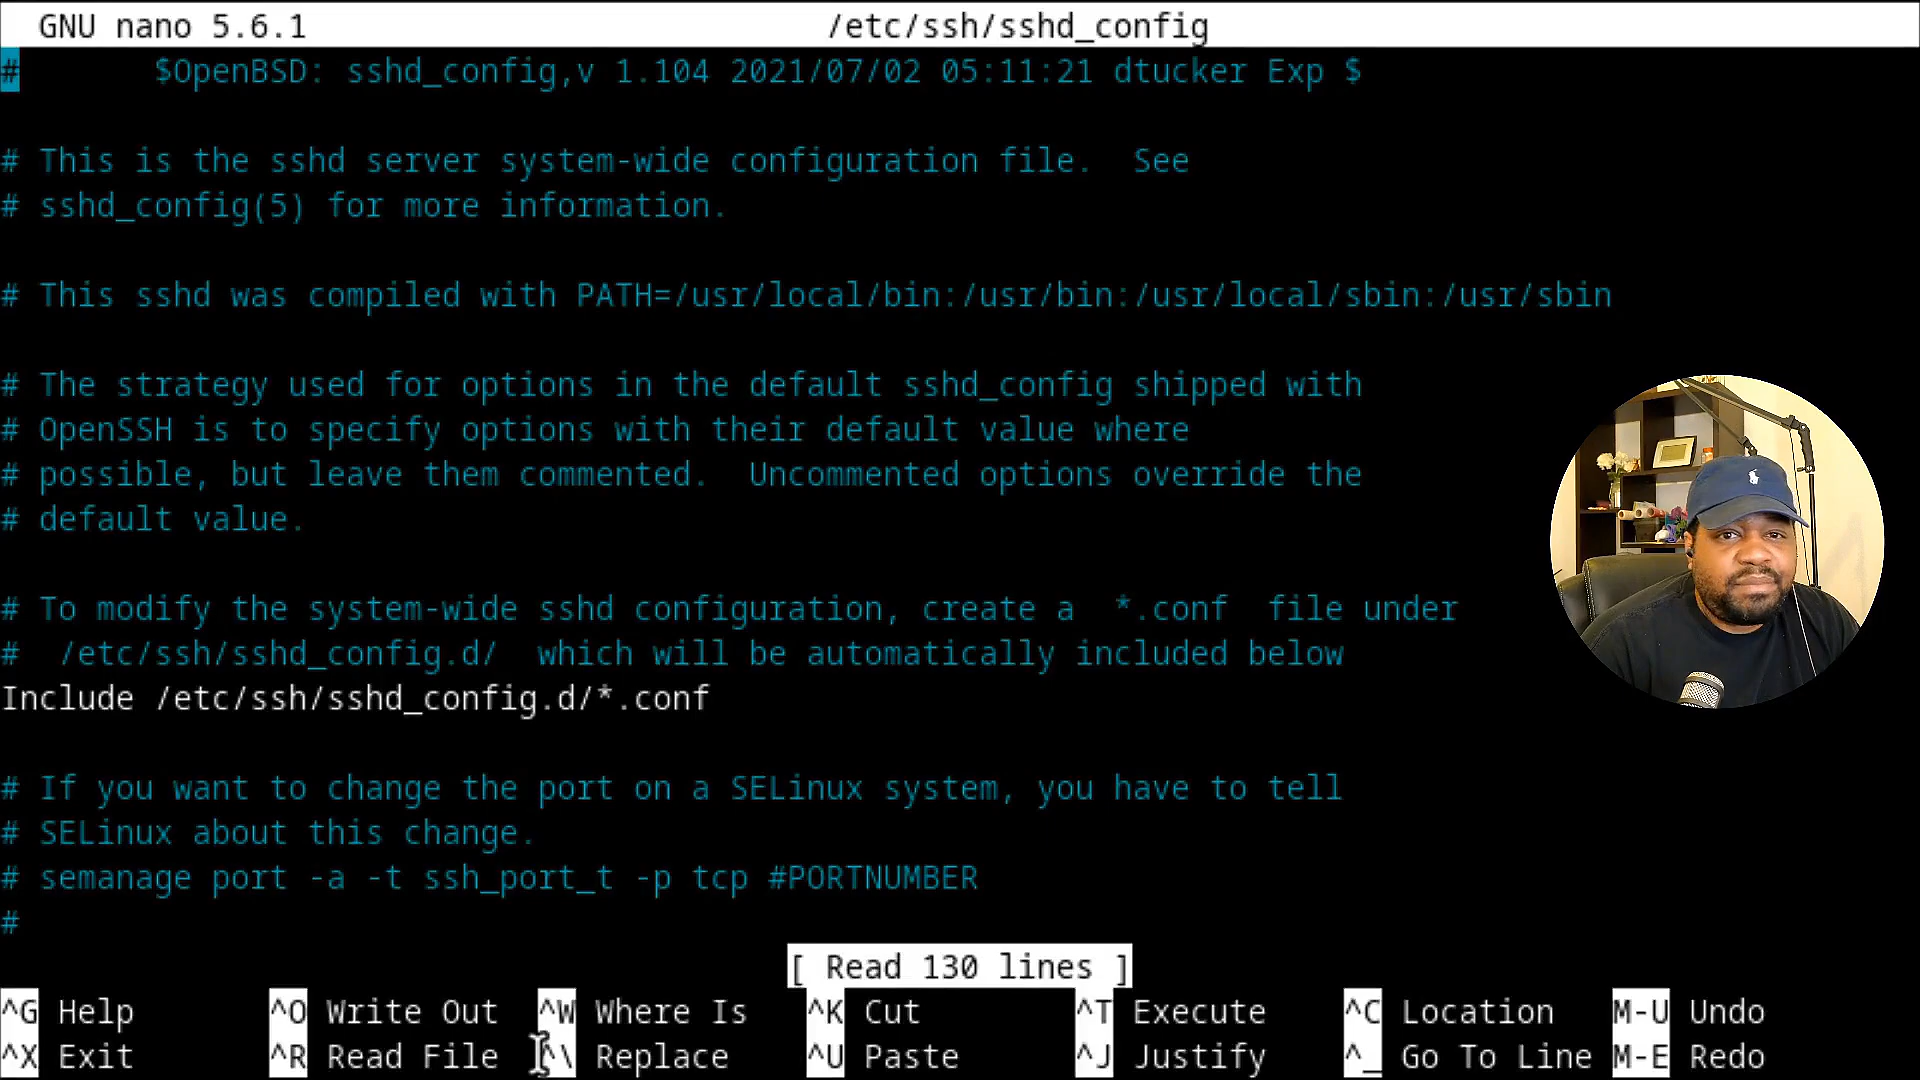 GNU nano 5.6.1 /etc/ssh/sshd_config
# $OpenBSD: sshd_config,v 1.104 2021/07/02 05:11:21 dtucker Exp $
# This is the sshd server system-wide configuration file.  See
# sshd_config(5) for more information.
# This sshd was compiled with PATH=/usr/local/bin:/usr/bin:/usr/local/sbin:/usr/sbin
# The strategy used for options in the default sshd_config shipped with
# OpenSSH is to specify options with their default value where
# possible, but leave them commented.  Uncommented options override the
# default value.
# To modify the system-wide sshd configuration, create a  *.conf  file under
#  /etc/ssh/sshd_config.d/  which will be automatically included below
Include /etc/ssh/sshd_config.d/*.conf
# If you want to change the port on a SELinux system, you have to tell
# SELinux about this change.
# semanage port -a -t ssh_port_t -p tcp #PORTNUMBER
#
[ Read 130 lines ]
^G Help ^O Write Out ^W Where Is ^K Cut ^T Execute ^C Location M-U Undo
^X Exit ^R Read File ^\ Replace ^U Paste ^J Justify ^_ Go To Line M-E Redo